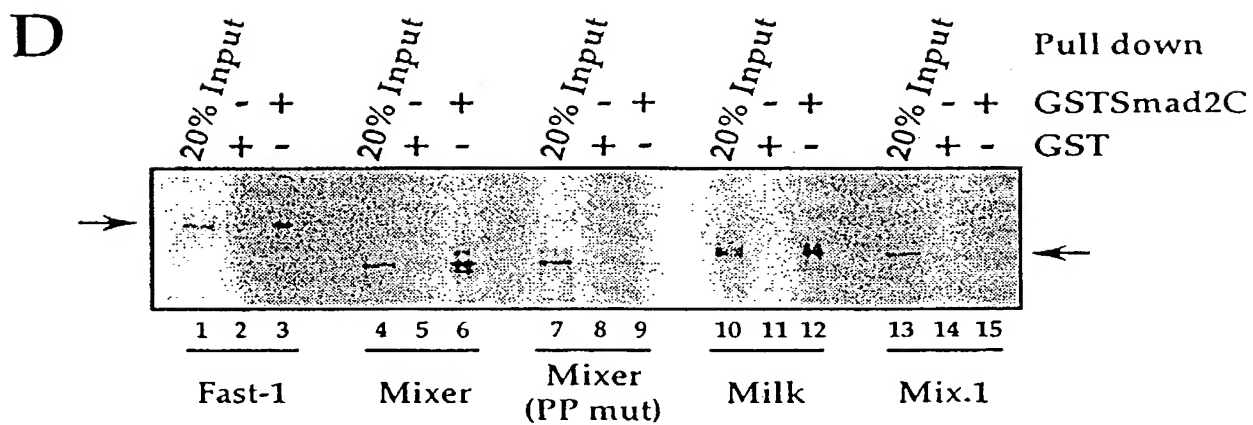 D
20% Input 20% Input 20% Input 20% Input 20% Input Pull down
- + - + - + - + - + GSTSmad2C
+ - + - + - + - + - GST
1 2 3 4 5 6 7 8 9 10 11 12 13 14 15
Fast-1 Mixer Mixer (PP mut) Milk Mix.1